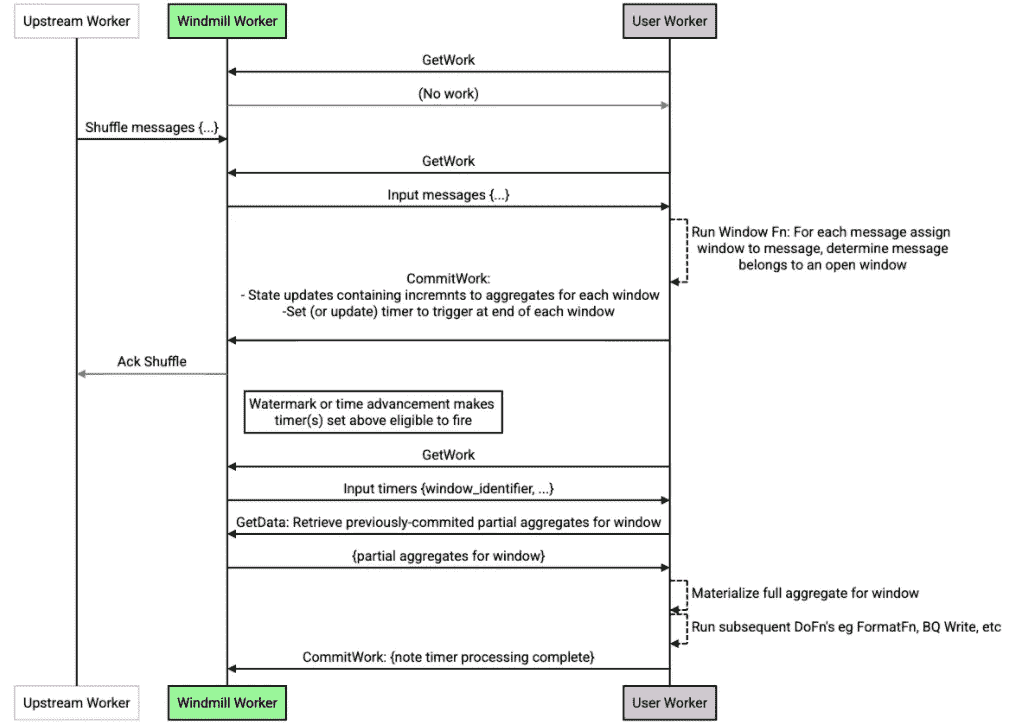 Upstream Worker
Windmill Worker
User Worker
GetWork
(No work)
Shuffle messages {...}
GetWork
Input messages {...}
Run Window Fn: For each message assign
window to message, determine message
belongs to an open window
CommitWork:
- State updates containing incremnts to aggregates for each window
-Set (or update) timer to trigger at end of each window
Ack Shuffle
Watermark or time advancement makes
timer(s) set above eligible to fire
GetWork
Input timers {window_identifier, ...}
GetData: Retrieve previously-commited partial aggregates for window
{partial aggregates for window}
Materialize full aggregate for window
Run subsequent DoFn's eg FormatFn, BQ Write, etc
CommitWork: {note timer processing complete}
Upstream Worker
Windmill Worker
User Worker